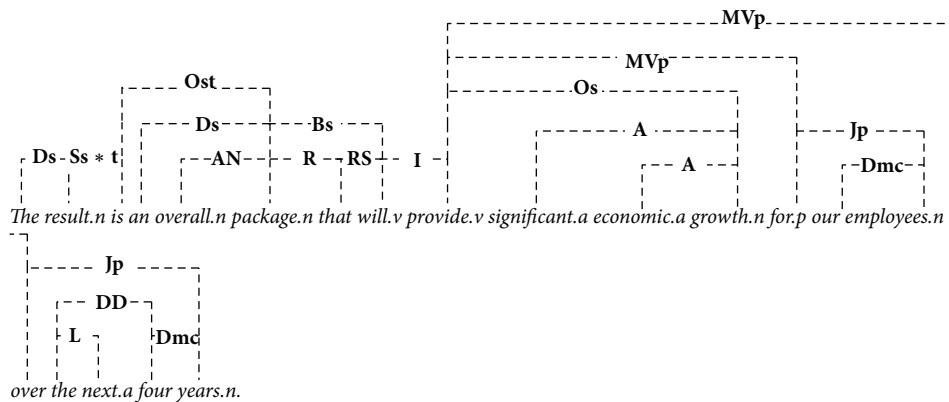 MVp
Ost MVp
Os
Ds Bs A Jp
Ds Ss * t AN R RS I A Dmc
The result.n is an overall.n package.n that will.v provide.v significant.a economic.a growth.n for.p our employees.n
Jp
DD
L Dmc
over the next.a four years.n.